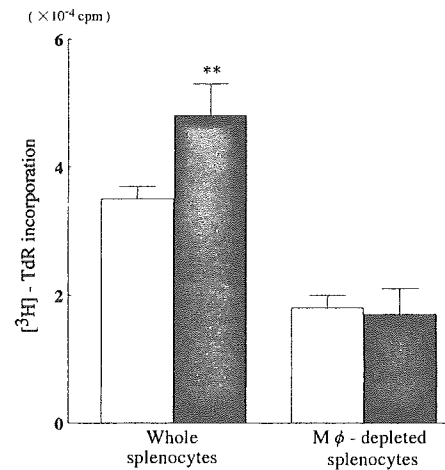 ( × 10⁻⁴ cpm)
6
**
4
2
0
[³H] - TdR incorporation
Whole
splenocytes
M φ - depleted
splenocytes